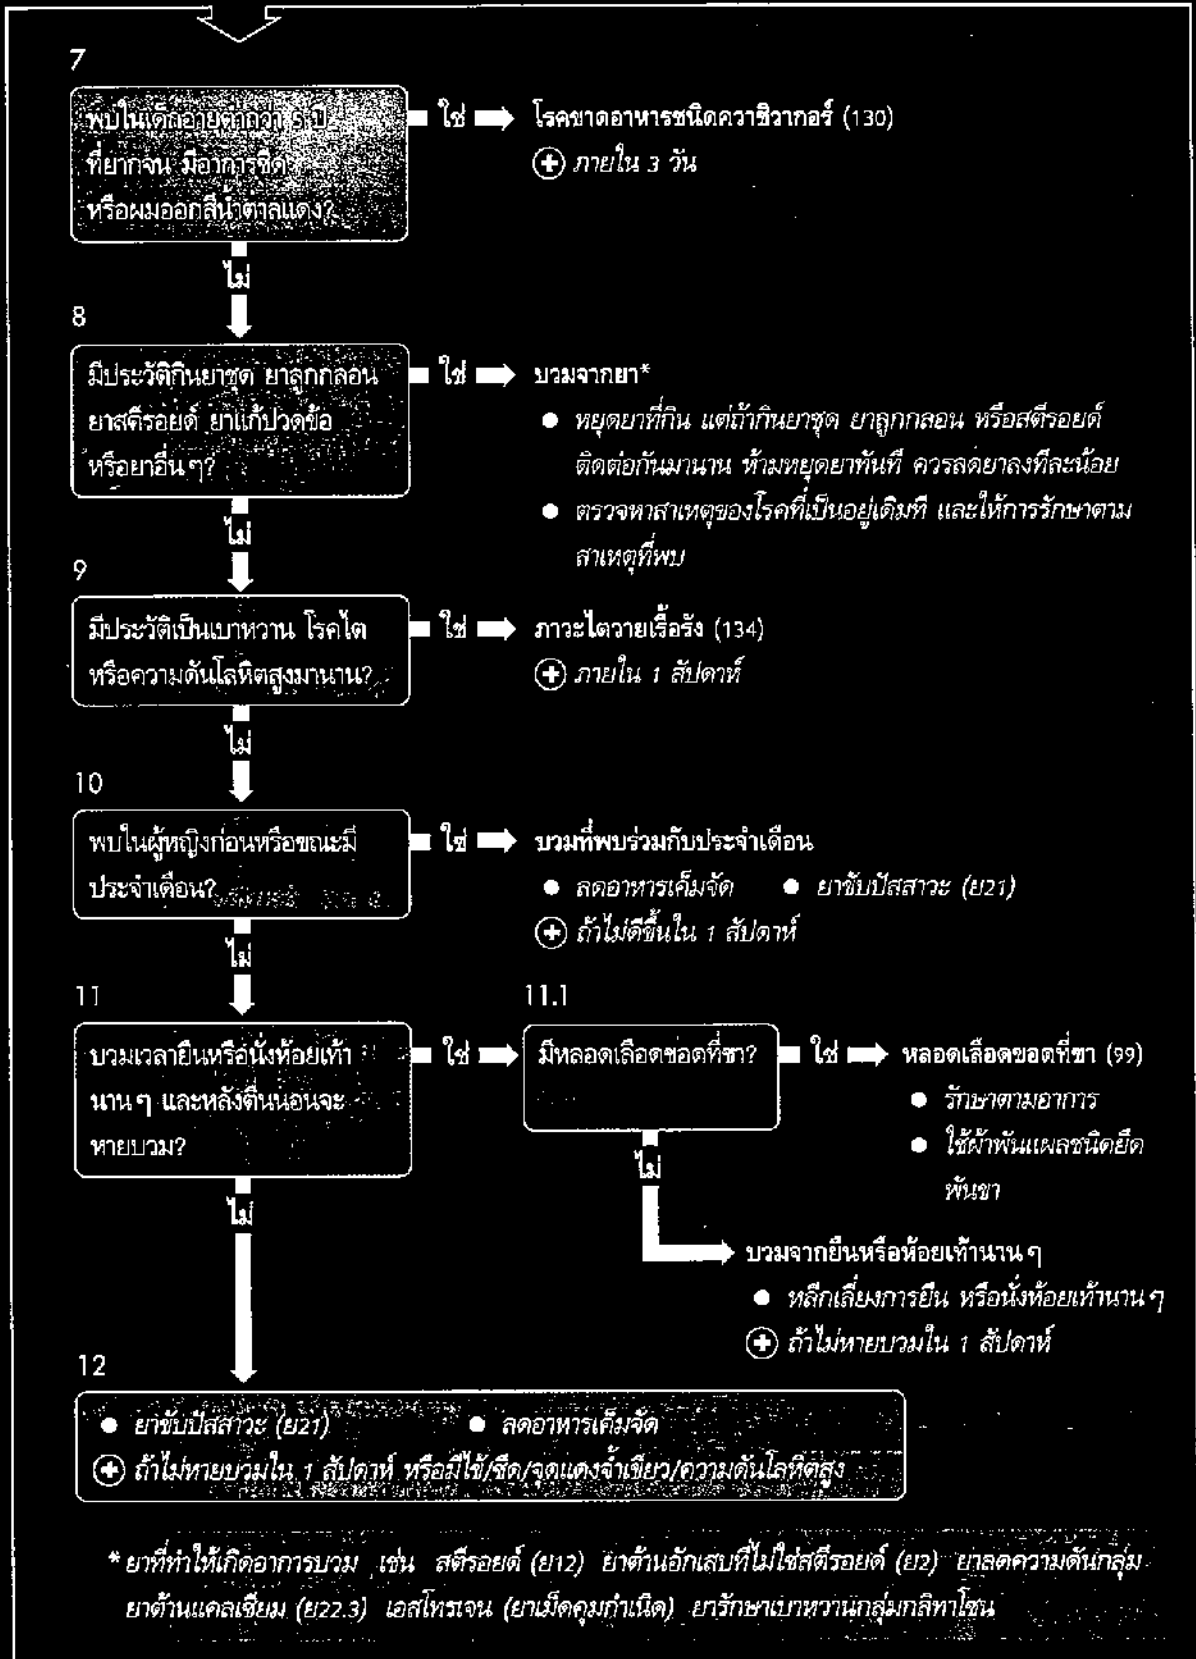 7
พบในเด็กอายุต่ำกว่า 5 ปี
ที่ยากจน มีอาการซีด
หรือผมออกสีน้ำตาลแดง?
ใช่
โรคขาดอาหารชนิดควาชิวากอร์ (130)
ภายใน 3 วัน
ไม่
8
มีประวัติกินยาชุด ยาลูกกลอน
ยาสตีรอยด์ ยาแก้ปวดข้อ
หรือยาอื่น ๆ?
ใช่
บวมจากยา*
● หยุดยาที่กิน แต่ถ้ากินยาชุด ยาลูกกลอน หรือสตีรอยด์
ติดต่อกันมานาน ห้ามหยุดยาทันที ควรลดยาลงทีละน้อย
● ตรวจหาสาเหตุของโรคที่เป็นอยู่เดิมที และให้การรักษาตาม
สาเหตุที่พบ
ไม่
9
มีประวัติเป็นเบาหวาน โรคไต
หรือความดันโลหิตสูงมานาน?
ใช่
ภาวะไตวายเรื้อรัง (134)
ภายใน 1 สัปดาห์
ไม่
10
พบในผู้หญิงก่อนหรือขณะมี
ประจำเดือน?
ใช่
บวมที่พบร่วมกับประจำเดือน
● ลดอาหารเค็มจัด ● ยาขับปัสสาวะ (ย21)
ถ้าไม่ดีขึ้นใน 1 สัปดาห์
ไม่
11
บวมเวลายืนหรือนั่งห้อยเท้า
นาน ๆ และหลังตื่นนอนจะ
หายบวม?
ใช่
11.1
มีหลอดเลือดขอดที่ขา?
ใช่
หลอดเลือดขอดที่ขา (99)
● รักษาตามอาการ
● ใช้ผ้าพันแผลชนิดยืด
พันขา
ไม่
บวมจากยืนหรือห้อยเท้านาน ๆ
● หลีกเลี่ยงการยืน หรือนั่งห้อยเท้านาน ๆ
ถ้าไม่หายบวมใน 1 สัปดาห์
ไม่
12
● ยาขับปัสสาวะ (ย21) ● ลดอาหารเค็มจัด
ถ้าไม่หายบวมใน 1 สัปดาห์ หรือมีไข้/ซีด/จุดแดงจ้ำเขียว/ความดันโลหิตสูง
* ยาที่ทำให้เกิดอาการบวม เช่น สตีรอยด์ (ย12) ยาต้านอักเสบที่ไม่ใช่สตีรอยด์ (ย2) ยาลดความดันกลุ่ม
ยาต้านแคลเซียม (ย22.3) เอสโทรเจน (ยาเม็ดคุมกำเนิด) ยารักษาเบาหวานกลุ่มกลิทาโซน